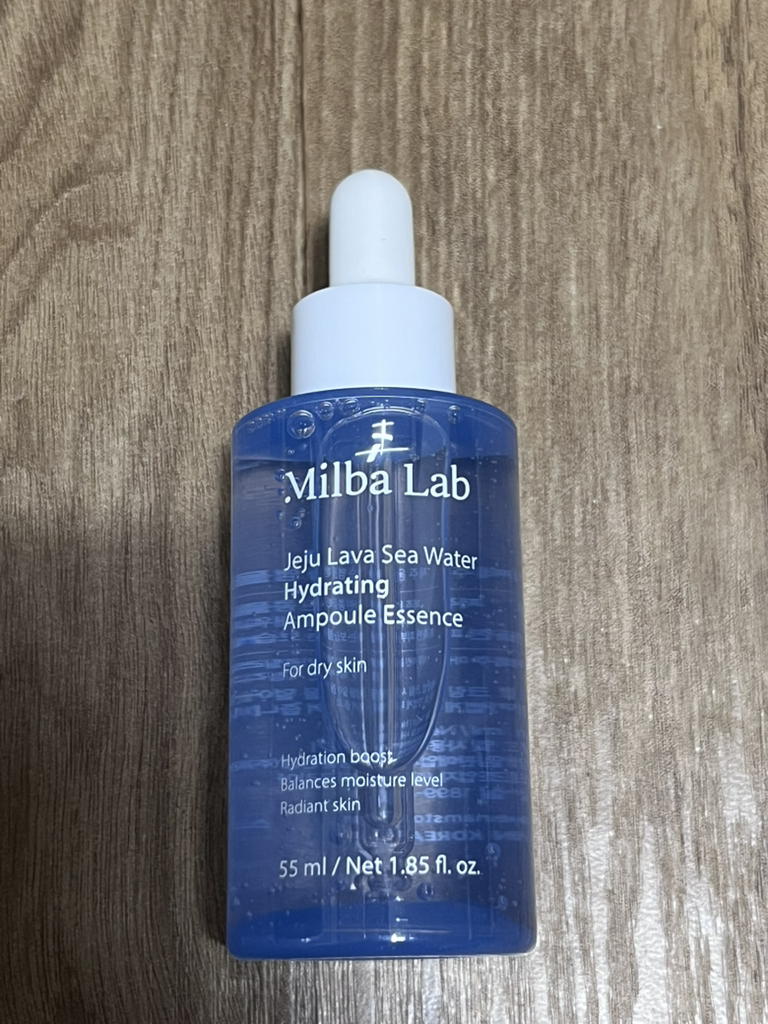 Milba Lab
Jeju Lava Sea Water
Hydrating
Ampoule Essence
For dry skin
Hydration boost
Balances moisture level
Radiant skin
55 ml / Net 1.85 fl. oz.